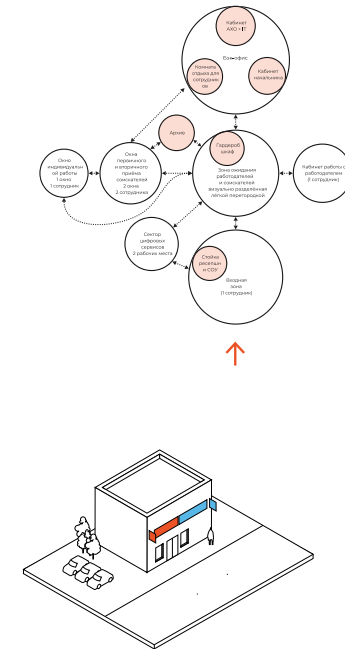 Кабинет
АХО + IT
Бэк-офис
Комната
отдыха для
сотрудник
ов
Кабинет
начальника
Архив
Гардероб
шкаф
Окно
индивидуальн
ой работы
1 окно
1 сотрудник
Окна
первичного
и вторичного
приёма
соискателей
2 окна
2 сотрудника
Зона ожидания
работодателей
и соискателей
визуально разделённая
лёгкой перегородкой
Кабинет работы с
работодателем
(1 сотрудник)
Сектор
цифровых
сервисов
2 рабочих места
Стойка
ресепшн
и СОУ
Входная
зона
(1 сотрудник)